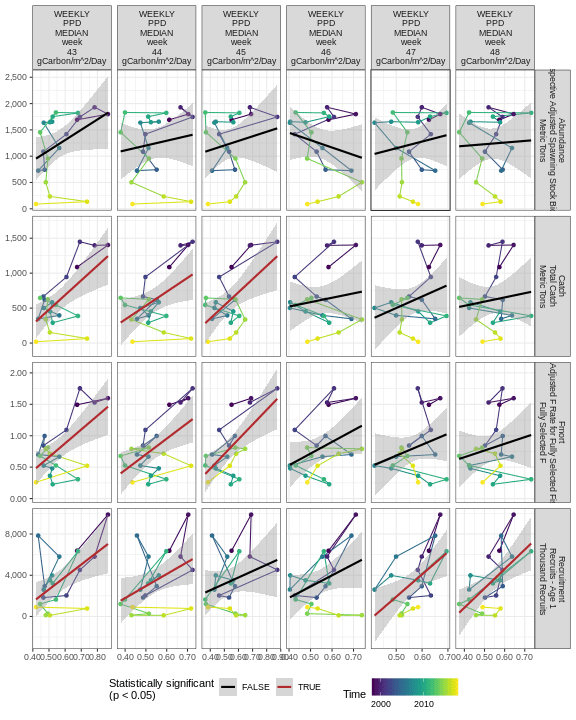 WEEKLY
PPD
MEDIAN
week
43
gCarbon/m^2/Day
WEEKLY
PPD
MEDIAN
week
44
gCarbon/m^2/Day
WEEKLY
PPD
MEDIAN
week
45
gCarbon/m^2/Day
WEEKLY
PPD
MEDIAN
week
46
gCarbon/m^2/Day
WEEKLY
PPD
MEDIAN
week
47
gCarbon/m^2/Day
WEEKLY
PPD
MEDIAN
week
48
gCarbon/m^2/Day
2,500
2,000
1,500
1,000
500
0
Abundance
Adjusted Spawning Stock
Metric Tons
1,500
1,000
500
0
Catch
Total Catch
Metric Tons
2.00
1.50
1.00
0.50
0.00
Fmort
Adjusted F Rate for Fully Selected
Fully Selected F
8,000
4,000
0
Recruitment
Recruits - Age 1
Thousand Recruits
0.40 0.50 0.60 0.70 0.80
0.40 0.50 0.60 0.70
0.40 0.50 0.60 0.70 0.80
0.40 0.50 0.60 0.70
0.50 0.60 0.70
0.40 0.50 0.60 0.70
Statistically significant
(p < 0.05)
FALSE
TRUE
Time
2000 2010